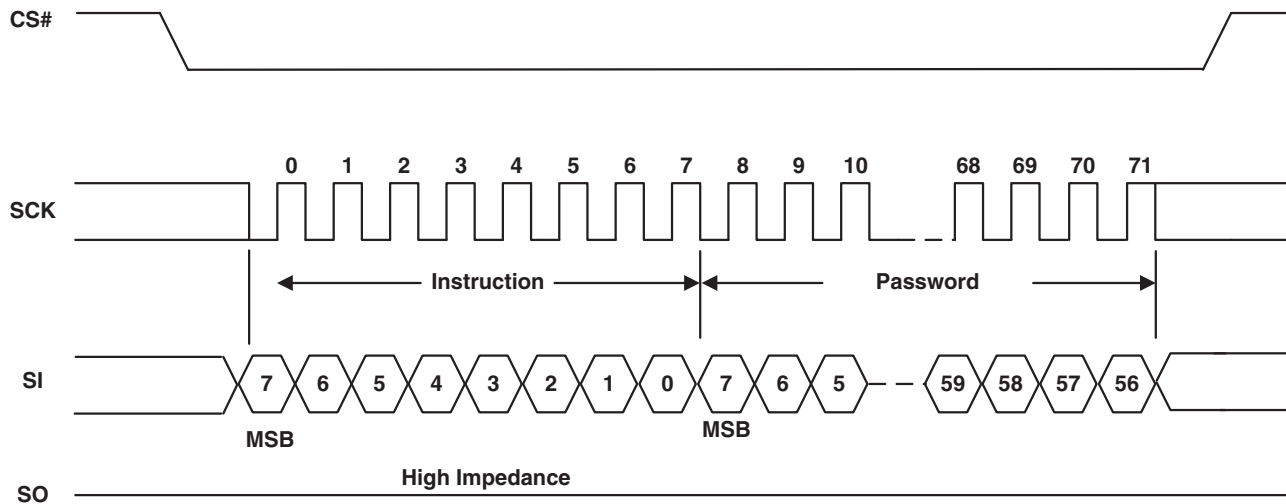 CS#
0 1 2 3 4 5 6 7 8 9 10 68 69 70 71
SCK
Instruction Password
SI 7 6 5 4 3 2 1 0 7 6 5 59 58 57 56
MSB MSB
High Impedance
SO